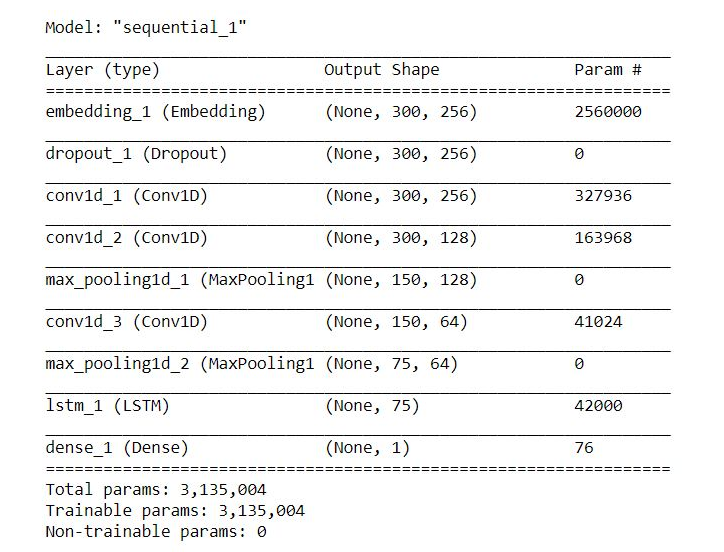 Model: "sequential_1"
Layer (type) Output Shape Param #
=================================================================
embedding_1 (Embedding) (None, 300, 256) 2560000
dropout_1 (Dropout) (None, 300, 256) 0
conv1d_1 (Conv1D) (None, 300, 256) 327936
conv1d_2 (Conv1D) (None, 300, 128) 163968
max_pooling1d_1 (MaxPooling1 (None, 150, 128) 0
conv1d_3 (Conv1D) (None, 150, 64) 41024
max_pooling1d_2 (MaxPooling1 (None, 75, 64) 0
lstm_1 (LSTM) (None, 75) 42000
dense_1 (Dense) (None, 1) 76
=================================================================
Total params: 3,135,004
Trainable params: 3,135,004
Non-trainable params: 0